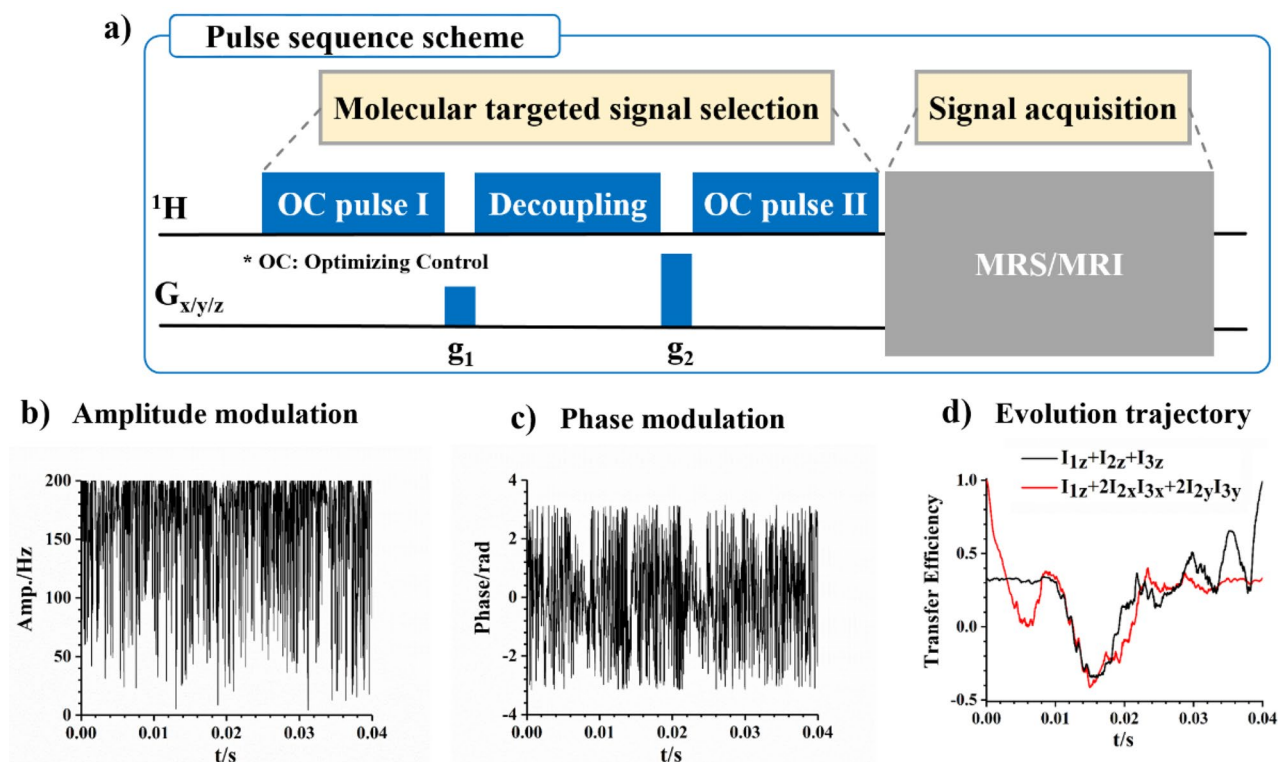 a)
Pulse sequence scheme
Molecular targeted signal selection
Signal acquisition
¹H
OC pulse I
Decoupling
OC pulse II
MRS/MRI
* OC: Optimizing Control
Gx/y/z
g1
g2
b) Amplitude modulation
200
150
100
50
0
Amp./Hz
0.00 0.01 0.02 0.03 0.04
t/s
c) Phase modulation
4
2
0
-2
-4
Phase/rad
0.00 0.01 0.02 0.03 0.04
t/s
d) Evolution trajectory
I1z+I2z+I3z
I1z+2I2xI3x+2I2yI3y
1.0
0.5
0.0
-0.5
Transfer Efficiency
0.00 0.01 0.02 0.03 0.04
t/s